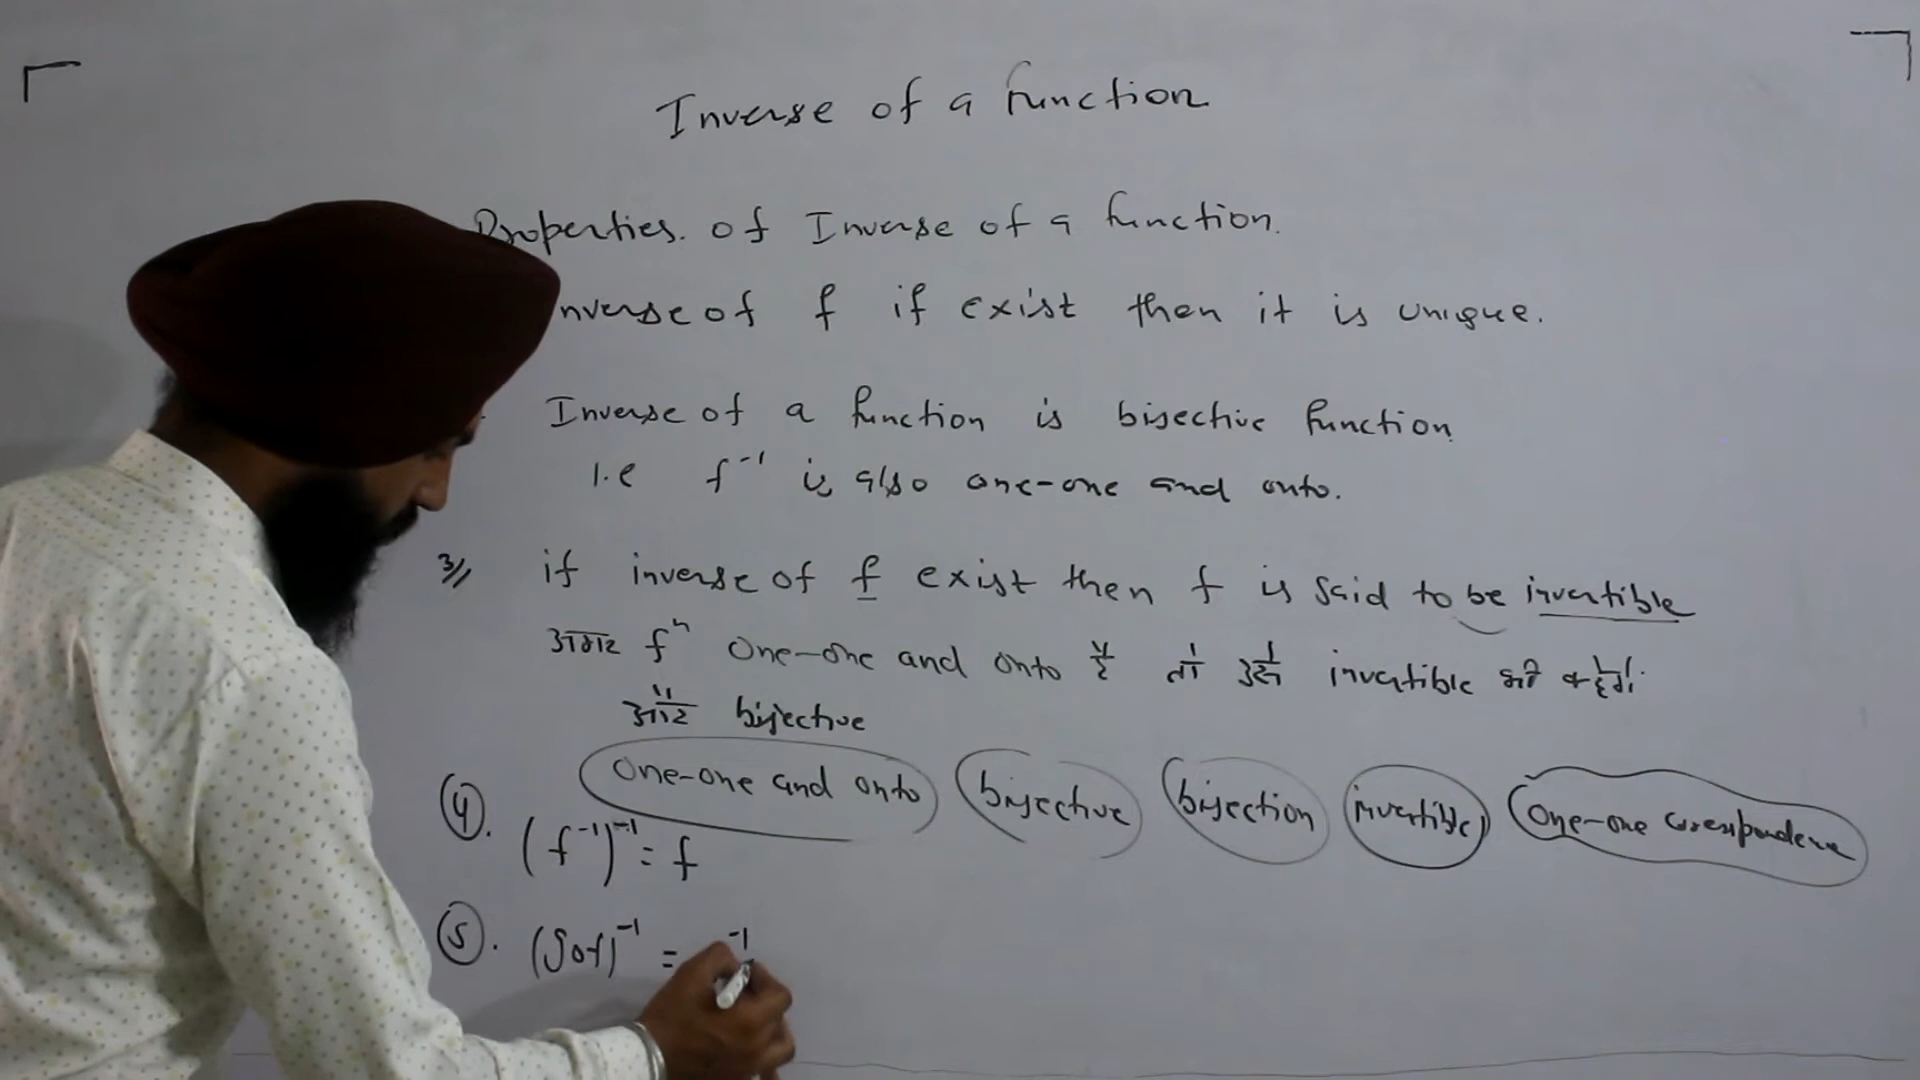 Inverse of a function
Properties. of Inverse of a function.
nverse of f if exist then it is unique.
Inverse of a function is bijective function.
i.e f⁻¹ is also one-one and onto.
3// if inverse of f exist then f is said to be invertible
अगर fⁿ one-one and onto है तो उसे invertible भी कहेंगे.
और bijective
one-one and onto bijective bijection invertible one-one correspondence
4. (f⁻¹)⁻¹ = f
5. (gof)⁻¹ = ⁻¹